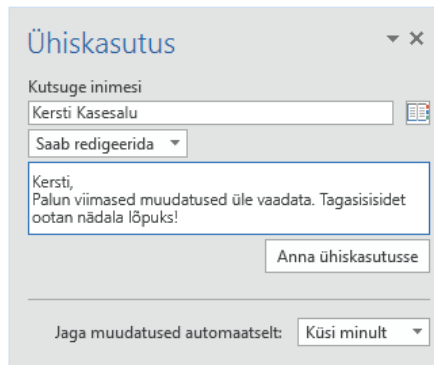 Ühiskasutus
Kutsuge inimesi
Kersti Kasesalu
Saab redigeerida
Kersti,
Palun viimased muudatused üle vaadata. Tagasisisidet
ootan nädala lõpuks!
Anna ühiskasutusse
Jaga muudatused automaatselt: Küsi minult